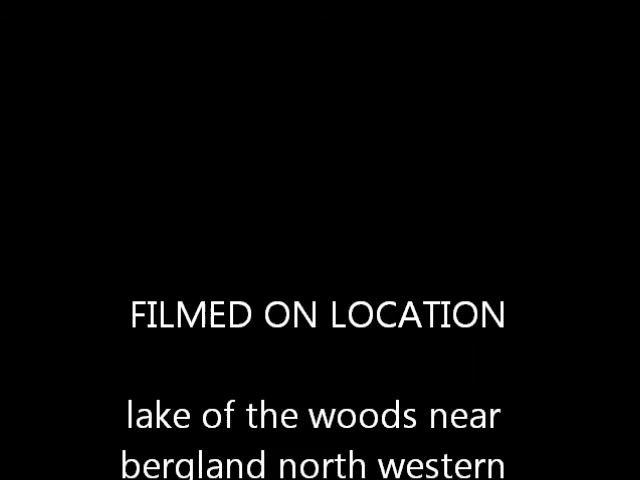 FILMED ON LOCATION
lake of the woods near
bergland north western